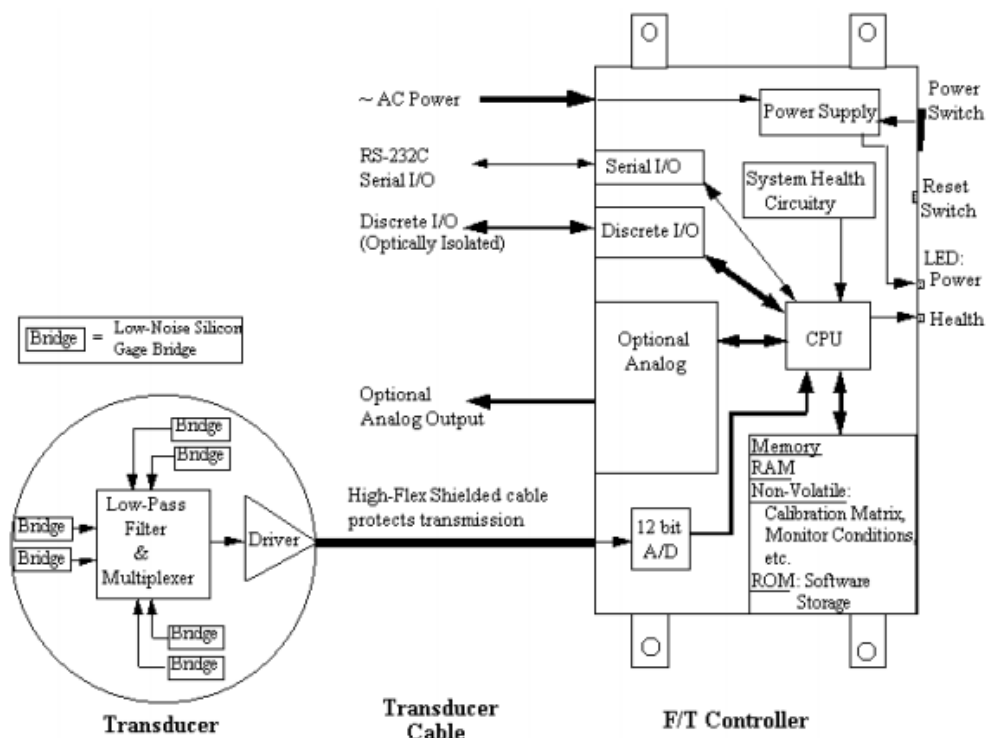 ~ AC Power
RS-232C
Serial I/O
Discrete I/O
(Optically Isolated)
Optional
Analog Output
High-Flex Shielded cable
protects transmission
Power Supply
Serial I/O
System Health
Circuitry
Discrete I/O
Optional
Analog
CPU
12 bit
A/D
Memory
RAM
Non-Volatile:
Calibration Matrix,
Monitor Conditions,
etc.
ROM: Software
Storage
Power
Switch
Reset
Switch
LED:
Power
Health
Bridge = Low-Noise Silicon
Gage Bridge
Bridge
Bridge
Bridge
Bridge
Low-Pass
Filter
&
Multiplexer
Driver
Bridge
Bridge
Transducer
Transducer
Cable
F/T Controller